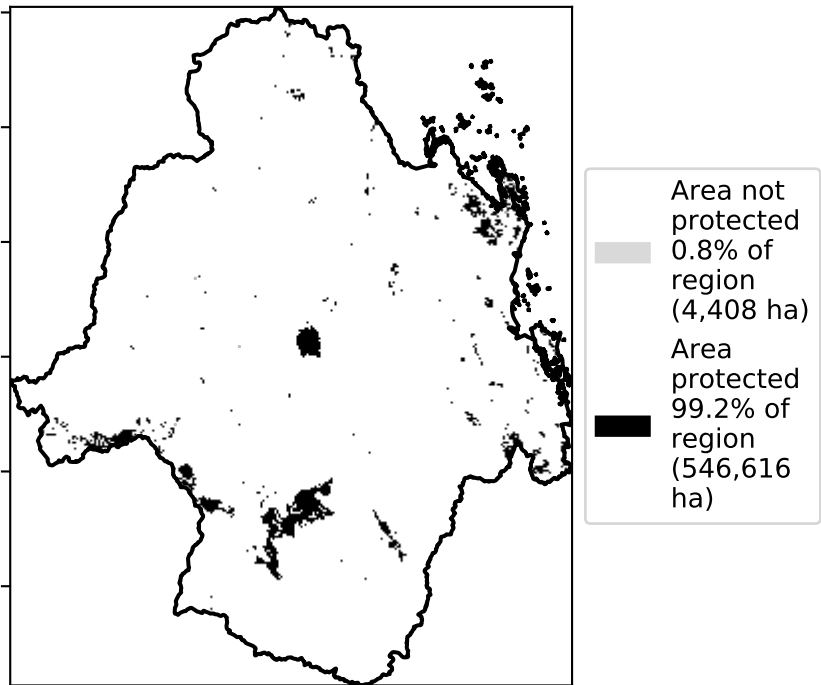 Area not
protected
0.8% of
region
(4,408 ha)
Area
protected
99.2% of
region
(546,616
ha)